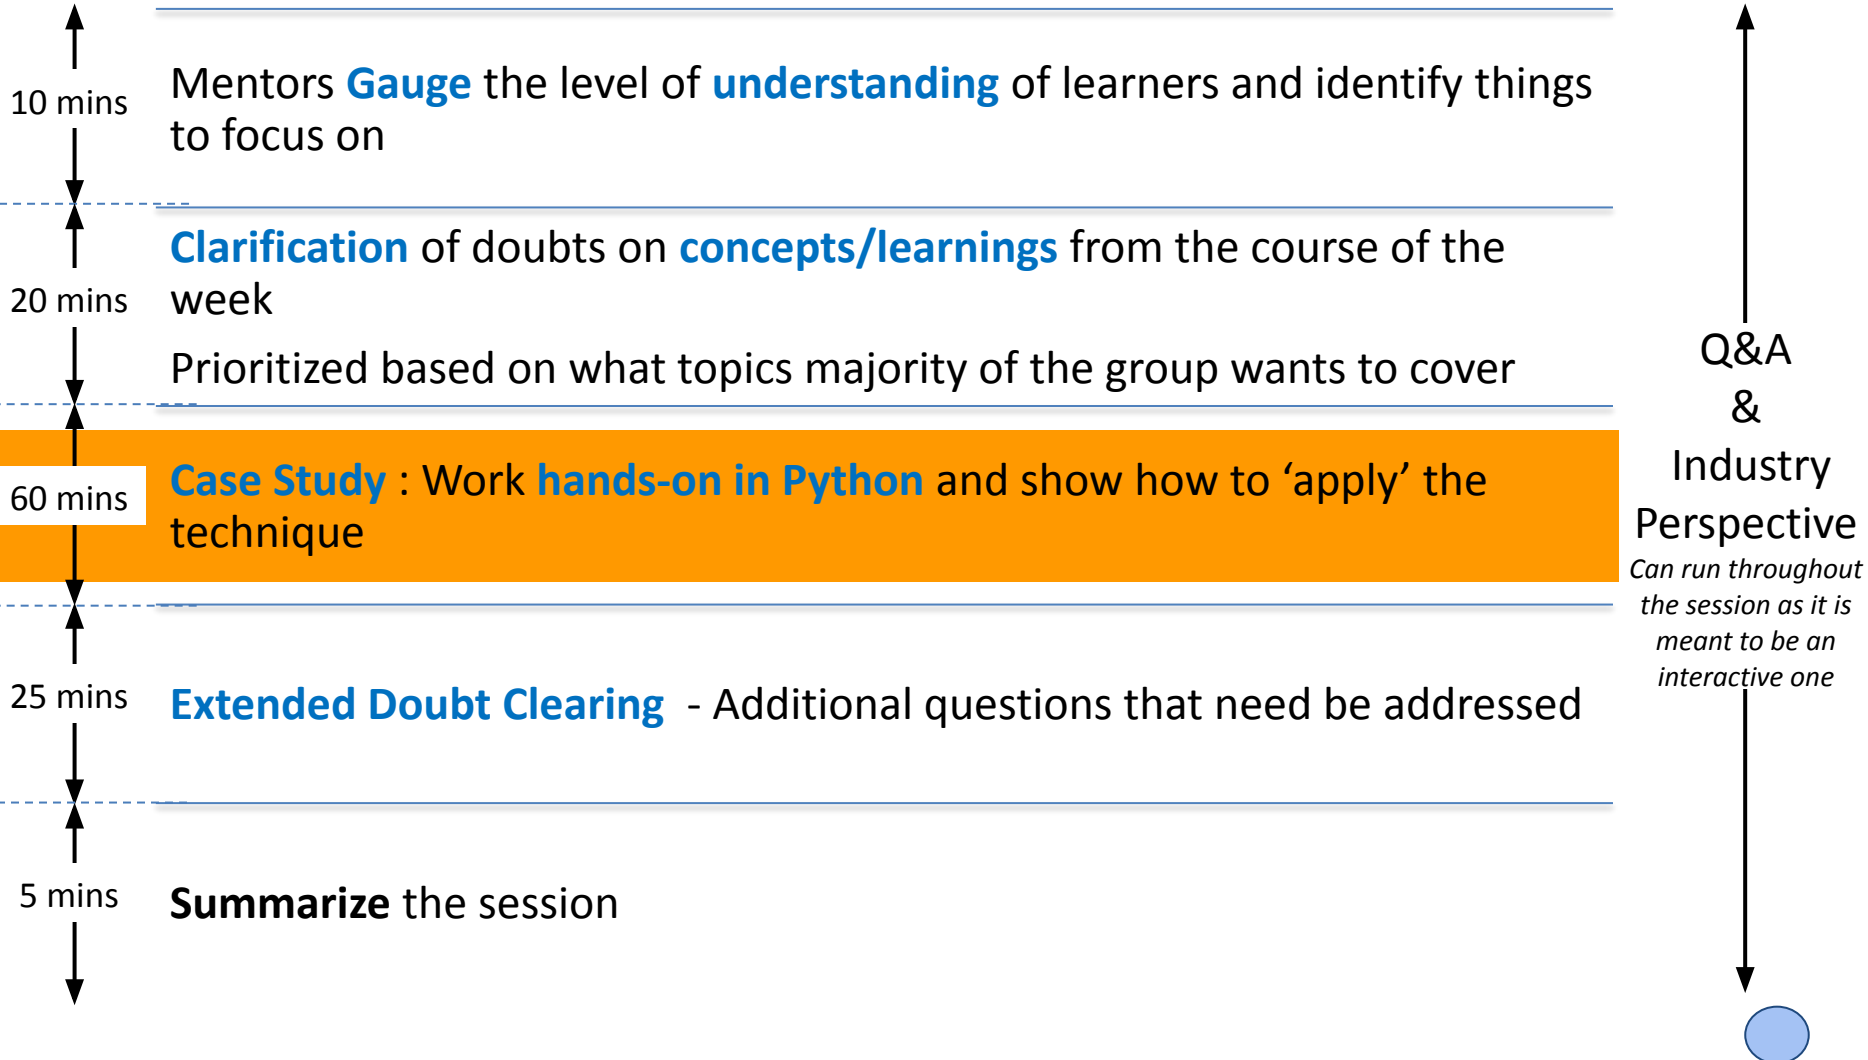 10 mins
Mentors Gauge the level of understanding of learners and identify things
to focus on
20 mins
Clarification of doubts on concepts/learnings from the course of the
week
Prioritized based on what topics majority of the group wants to cover
60 mins
Case Study : Work hands-on in Python and show how to ‘apply’ the
technique
25 mins
Extended Doubt Clearing - Additional questions that need be addressed
5 mins
Summarize the session
Q&A
&
Industry
Perspective
Can run throughout
the session as it is
meant to be an
interactive one